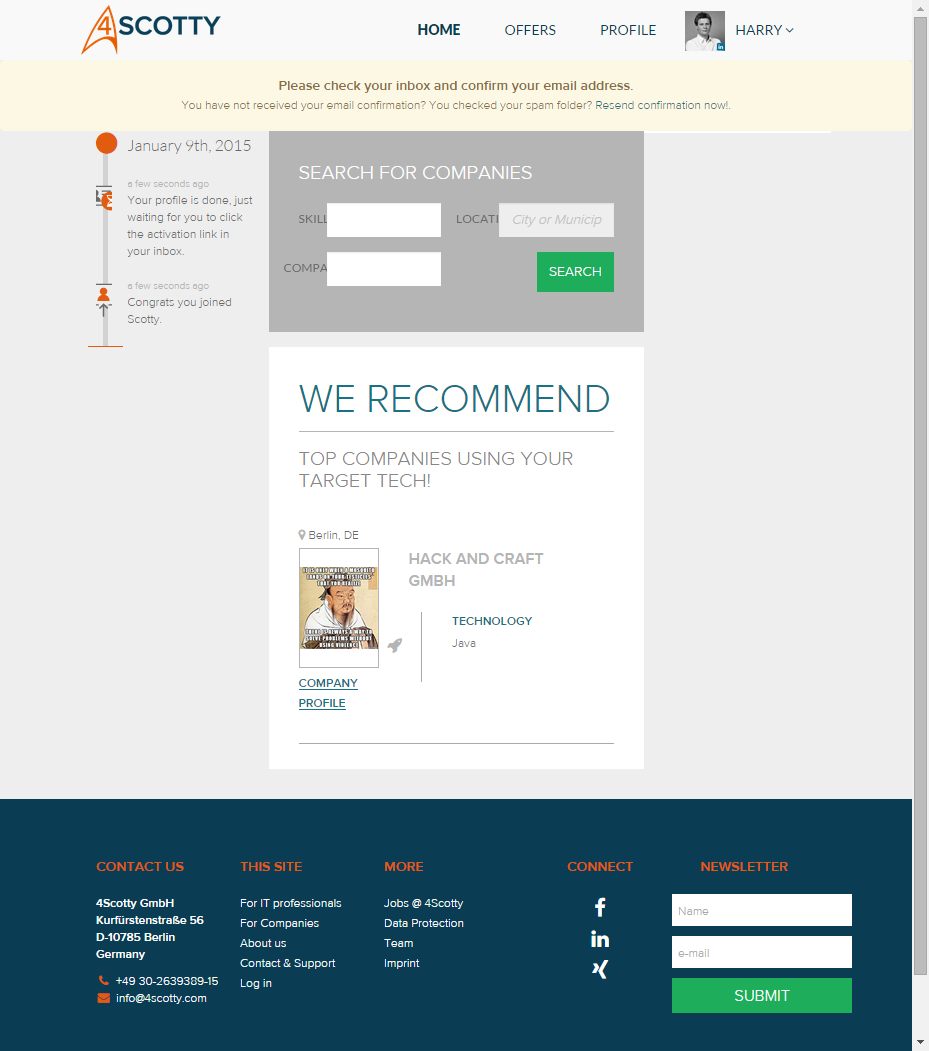 4SCOTTY
HOME
OFFERS
PROFILE
in
HARRY
Please check your inbox and confirm your email address.
You have not received your email confirmation? You checked your spam folder? Resend confirmation now!.
January 9th, 2015
a few seconds ago
Your profile is done, just
waiting for you to click
the activation link in
your inbox.
a few seconds ago
Congrats you joined
Scotty.
SEARCH FOR COMPANIES
SKILL
LOCATI
City or Municip
COMPA
SEARCH
WE RECOMMEND
TOP COMPANIES USING YOUR
TARGET TECH!
Berlin, DE
IT IS ONLY WHEN A MOSQUITO
LANDS ON YOUR TESTICLES
THAT YOU REALIZE
THERE IS ALWAYS A WAY TO
SOLVE PROBLEMS WITHOUT
USING VIOLENCE
HACK AND CRAFT
GMBH
TECHNOLOGY
Java
COMPANY
PROFILE
CONTACT US
4Scotty GmbH
Kurfürstenstraße 56
D-10785 Berlin
Germany
+49 30-2639389-15
info@4scotty.com
THIS SITE
For IT professionals
For Companies
About us
Contact & Support
Log in
MORE
Jobs @ 4Scotty
Data Protection
Team
Imprint
CONNECT
f
in
NEWSLETTER
Name
e-mail
SUBMIT